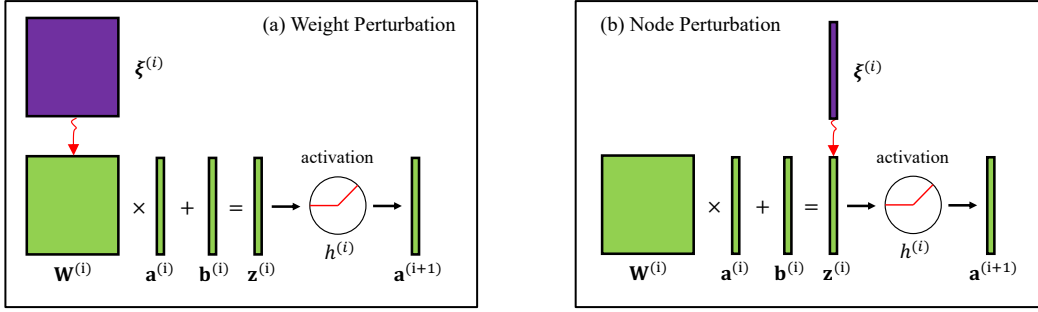 (a) Weight Perturbation
𝛏⁽ⁱ⁾
activation
× + =
h⁽ⁱ⁾
W⁽ⁱ⁾ a⁽ⁱ⁾ b⁽ⁱ⁾ z⁽ⁱ⁾ a⁽ⁱ⁺¹⁾
(b) Node Perturbation
𝛏⁽ⁱ⁾
activation
× + =
h⁽ⁱ⁾
W⁽ⁱ⁾ a⁽ⁱ⁾ b⁽ⁱ⁾ z⁽ⁱ⁾ a⁽ⁱ⁺¹⁾